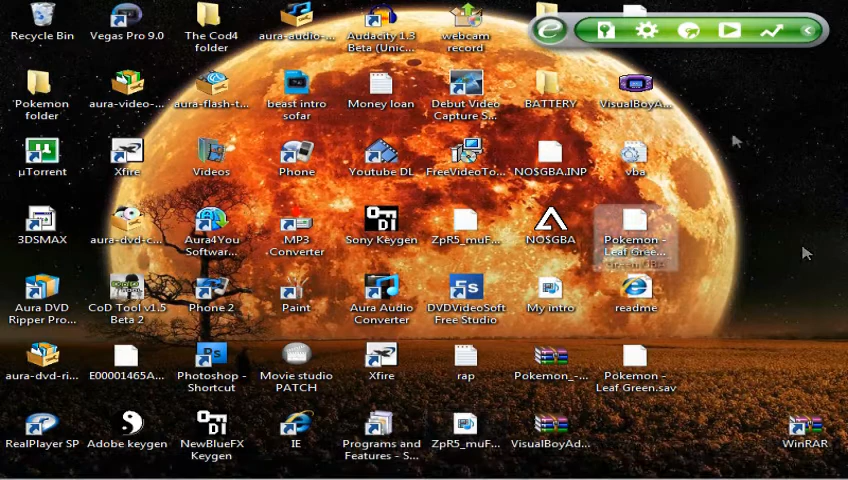 Recycle Bin
Vegas Pro 9.0
The Cod4
folder
aura-audio-...
Audacity 1.3
Beta (Unic...
webcam
record
Pokemon
folder
aura-video-...
aura-flash-t...
beast intro
sofar
Money loan
Debut Video
Capture S...
BATTERY
VisualBoyA...
µTorrent
Xfire
Videos
Phone
Youtube DL
FreeVideoTo...
NO$GBA.INP
vba
3DSMAX
aura-dvd-c...
Aura4You
Softwar...
MP3
Converter
Sony Keygen
ZpR5_muF...
NO$GBA
Pokemon -
Leaf Gree...
Aura DVD
Ripper Pro...
CoD Tool v1.5
Beta 2
Phone 2
Paint
Aura Audio
Converter
DVDVideoSoft
Free Studio
My intro
readme
aura-dvd-ri...
E00001465A...
Photoshop -
Shortcut
Movie studio
PATCH
Xfire
rap
Pokemon_-...
Pokemon -
Leaf Green.sav
RealPlayer SP
Adobe keygen
NewBlueFX
Keygen
IE
Programs and
Features - S...
ZpR5_muF...
VisualBoyAd...
WinRAR